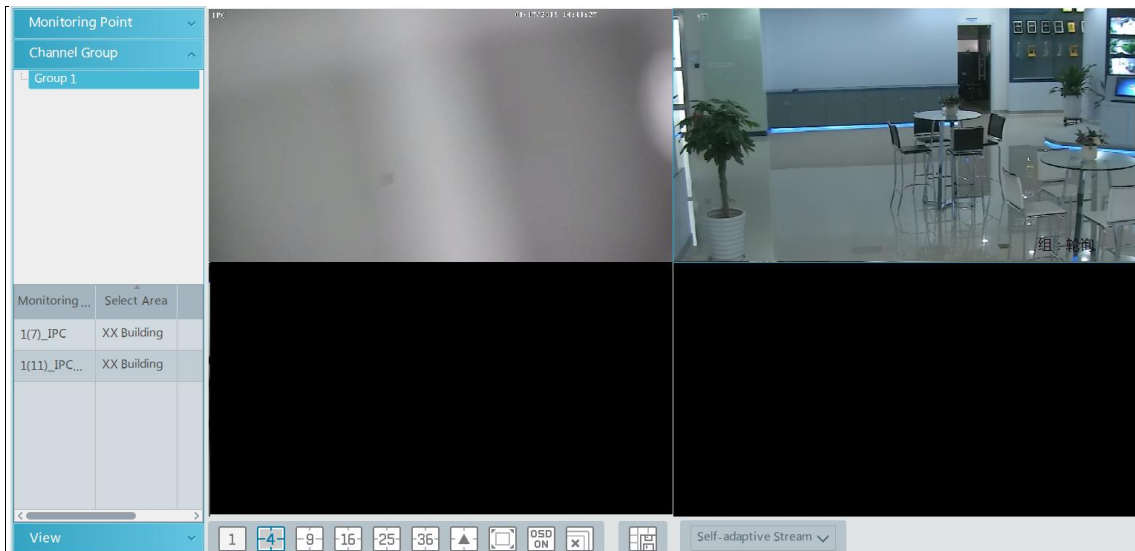 Monitoring Point
Channel Group
Group 1
Monitoring ...
Select Area
1(7)_IPC
XX Building
1(11)_IPC...
XX Building
View
IPC
组:轮询
1
4
9
16
25
36
OSD
ON
Self-adaptive Stream